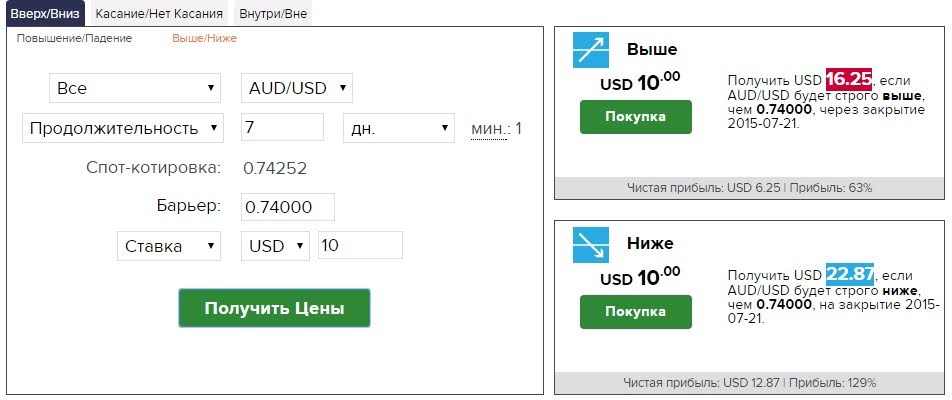 Вверх/Вниз Касание/Нет Касания Внутри/Вне
Повышение/Падение Выше/Ниже
Все AUD/USD
Продолжительность 7 дн. мин.: 1
Спот-котировка: 0.74252
Барьер: 0.74000
Ставка USD 10
Получить Цены
Выше
USD 10.00
Покупка
Получить USD 16.25, если
AUD/USD будет строго выше,
чем 0.74000, через закрытие
2015-07-21.
Чистая прибыль: USD 6.25 | Прибыль: 63%
Ниже
USD 10.00
Покупка
Получить USD 22.87, если
AUD/USD будет строго ниже,
чем 0.74000, на закрытие 2015-
07-21.
Чистая прибыль: USD 12.87 | Прибыль: 129%